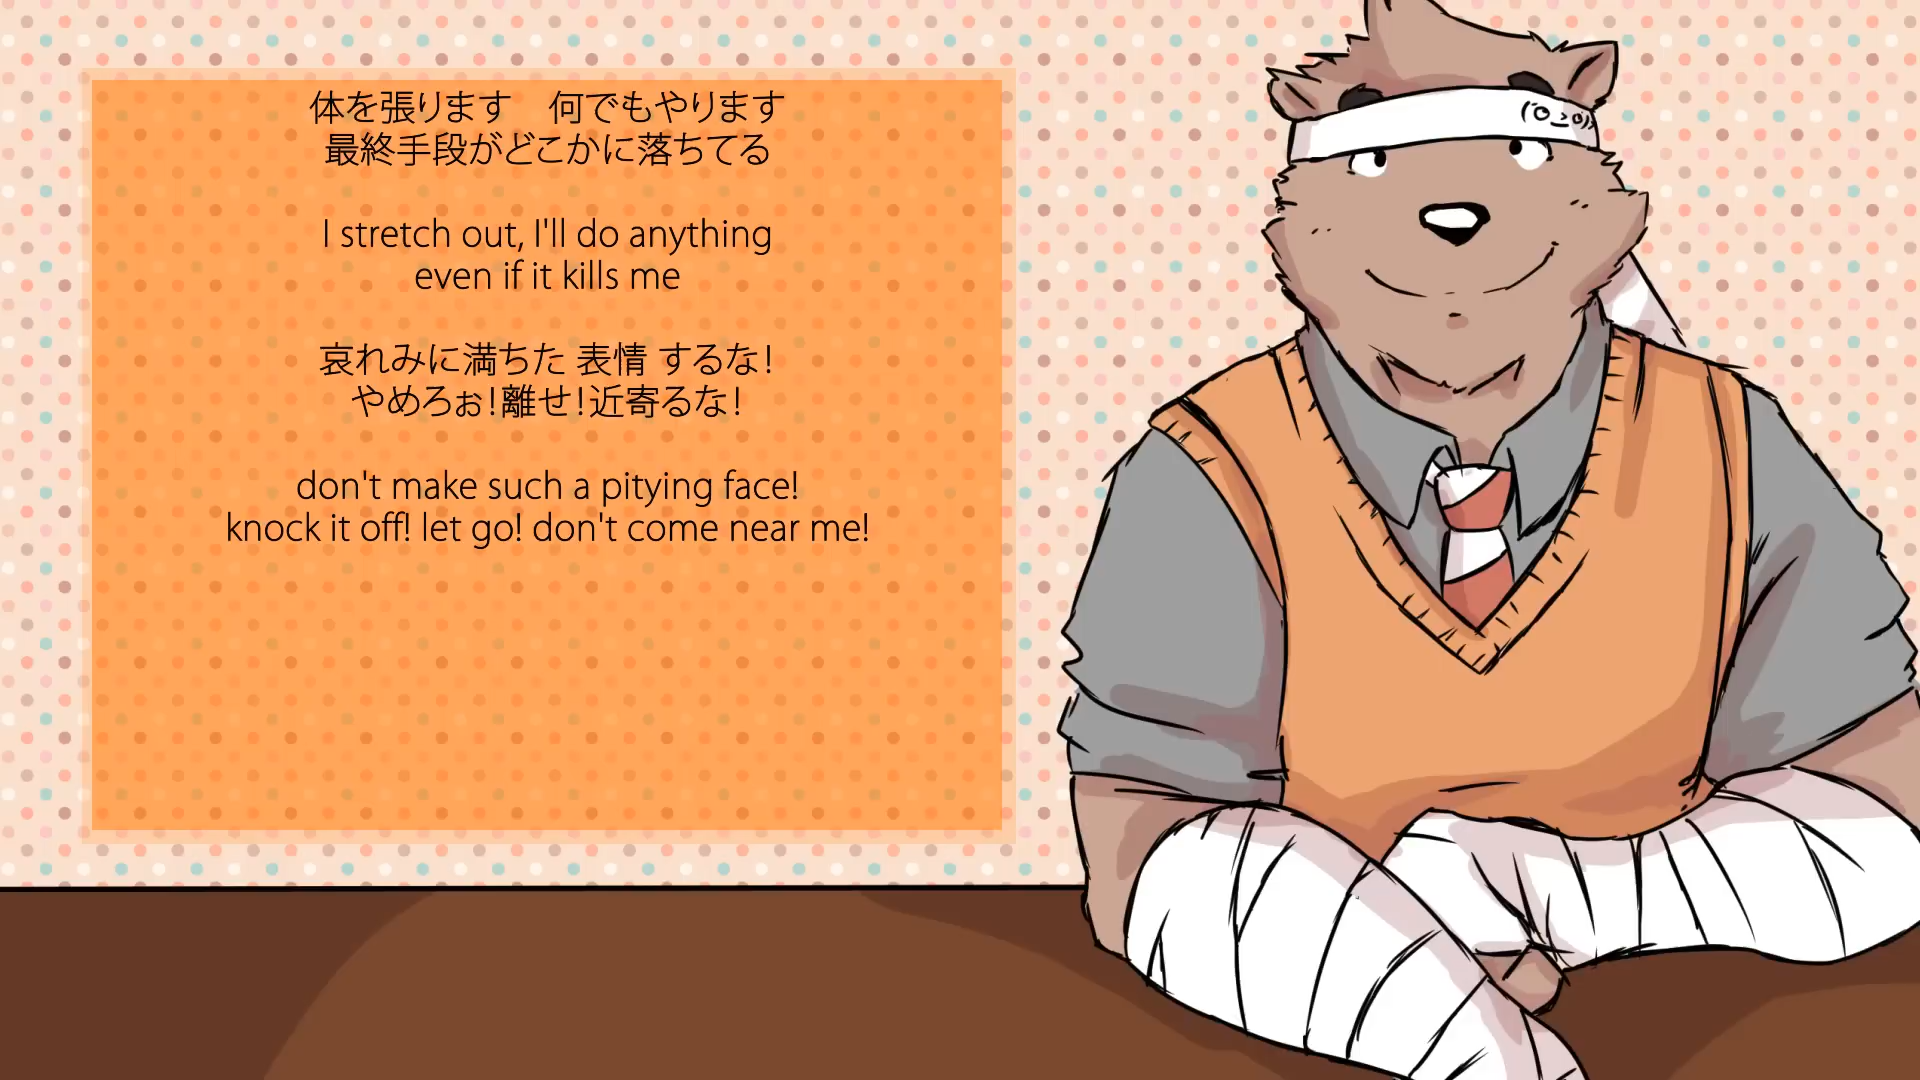 体を張ります　何でもやります
最終手段がどこかに落ちてる
I stretch out, I'll do anything
even if it kills me
哀れみに満ちた 表情 するな!
やめろぉ!離せ!近寄るな!
don't make such a pitying face!
knock it off! let go! don't come near me!